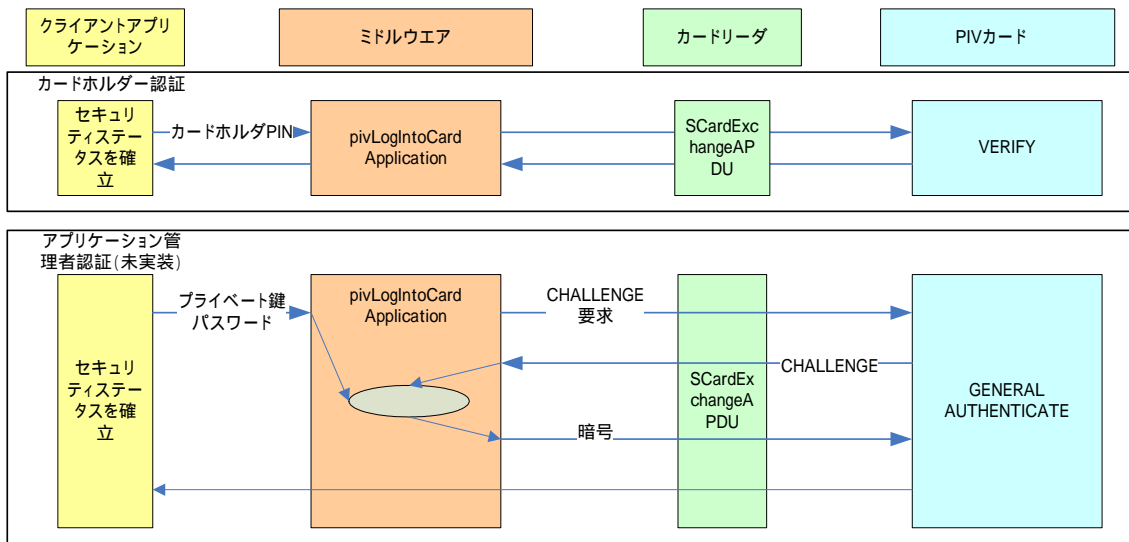 クライアントアプリ
ケーション
ミドルウエア
カードリーダ
PIVカード
カードホルダー認証
セキュリ
ティステー
タスを確
立
カードホルダPIN
pivLogIntoCard
Application
SCardExc
hangeAP
DU
VERIFY
アプリケーション管
理者認証(未実装)
セキュリ
ティステー
タスを確
立
プライベート鍵
パスワード
pivLogIntoCard
Application
CHALLENGE
要求
CHALLENGE
暗号
SCardEx
changeA
PDU
GENERAL
AUTHENTICATE